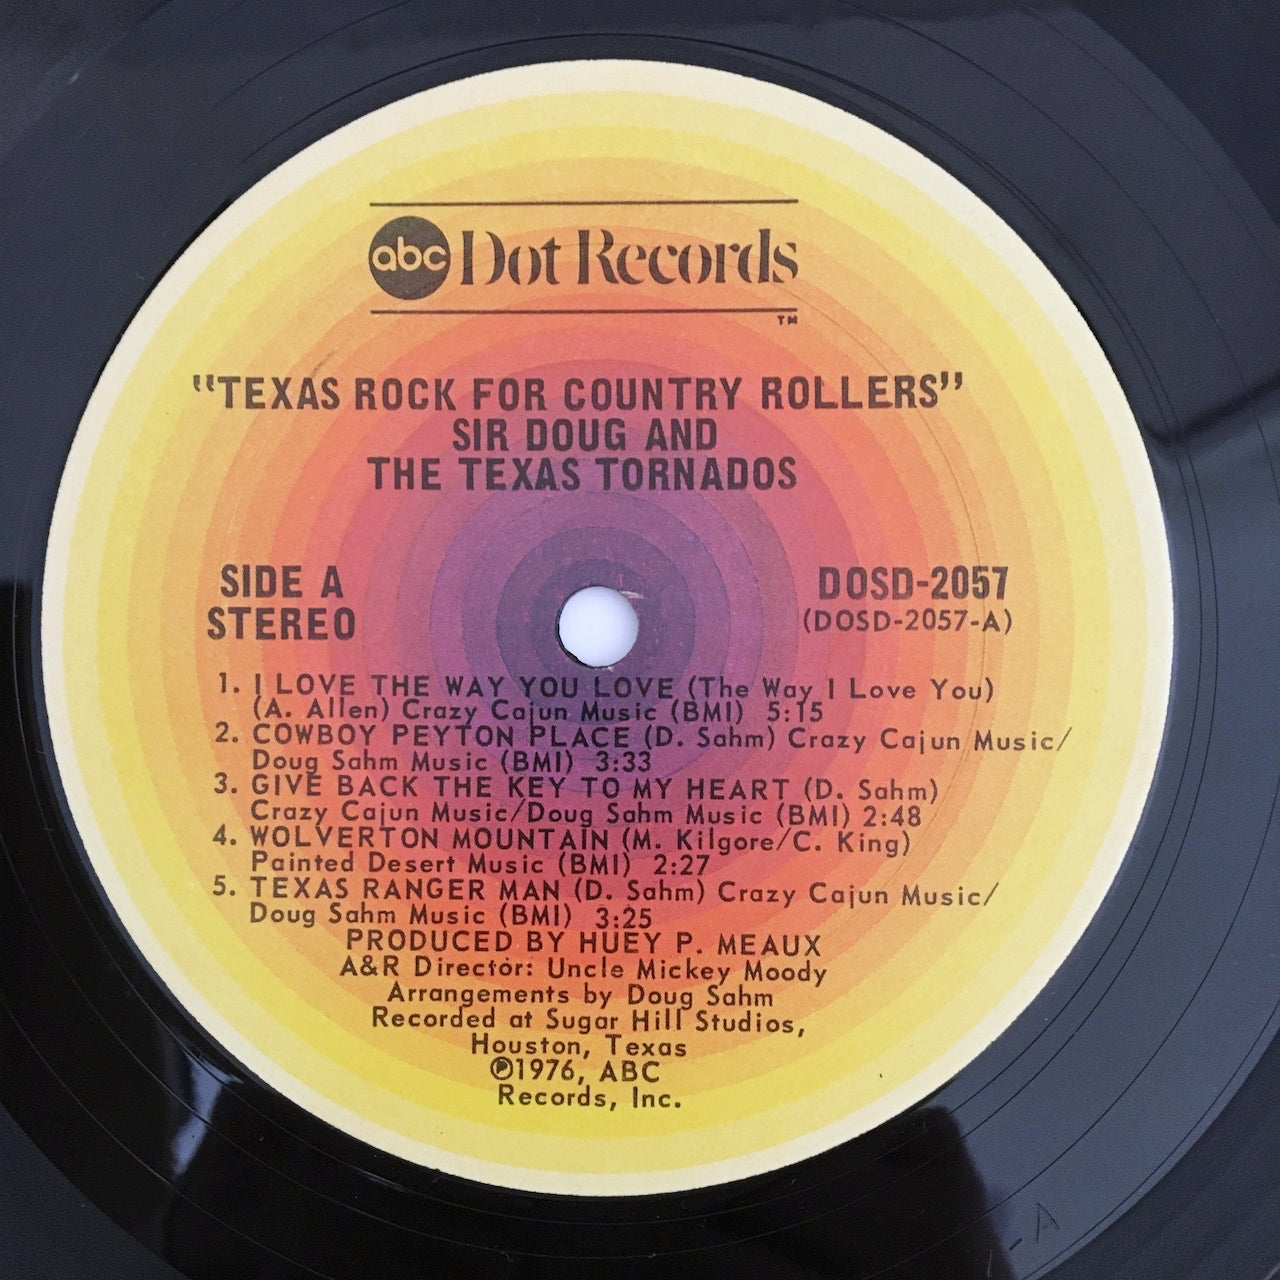 abc Dot Records
TM
"TEXAS ROCK FOR COUNTRY ROLLERS"
SIR DOUG AND
THE TEXAS TORNADOS
SIDE A
STEREO
DOSD-2057
(DOSD-2057-A)
1. I LOVE THE WAY YOU LOVE (The Way I Love You)
(A. Allen) Crazy Cajun Music (BMI) 5:15
2. COWBOY PEYTON PLACE (D. Sahm) Crazy Cajun Music/
Doug Sahm Music (BMI) 3:33
3. GIVE BACK THE KEY TO MY HEART (D. Sahm)
Crazy Cajun Music/Doug Sahm Music (BMI) 2:48
4. WOLVERTON MOUNTAIN (M. Kilgore/C. King)
Painted Desert Music (BMI) 2:27
5. TEXAS RANGER MAN (D. Sahm) Crazy Cajun Music/
Doug Sahm Music (BMI) 3:25
PRODUCED BY HUEY P. MEAUX
A&R Director: Uncle Mickey Moody
Arrangements by Doug Sahm
Recorded at Sugar Hill Studios,
Houston, Texas
℗1976, ABC
Records, Inc.
-A